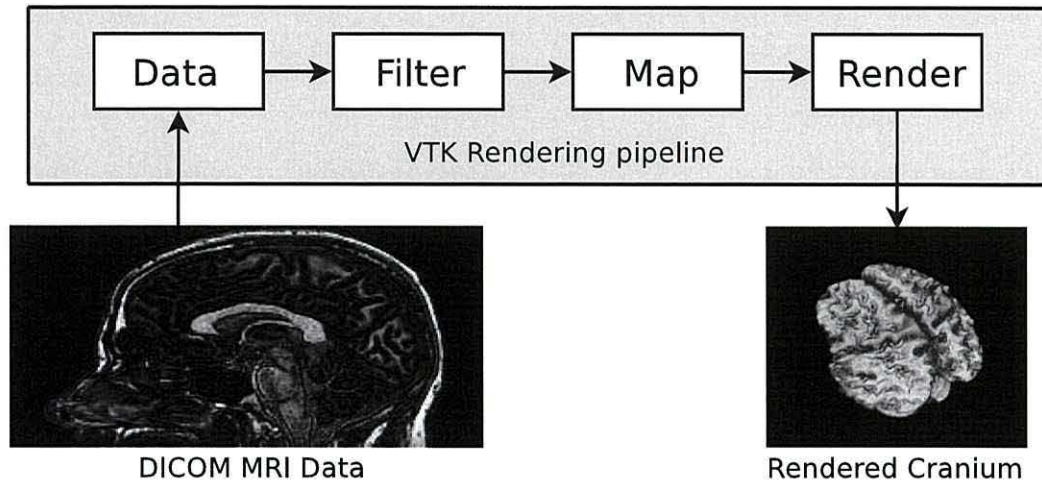 Data
Filter
Map
Render
VTK Rendering pipeline
DICOM MRI Data
Rendered Cranium